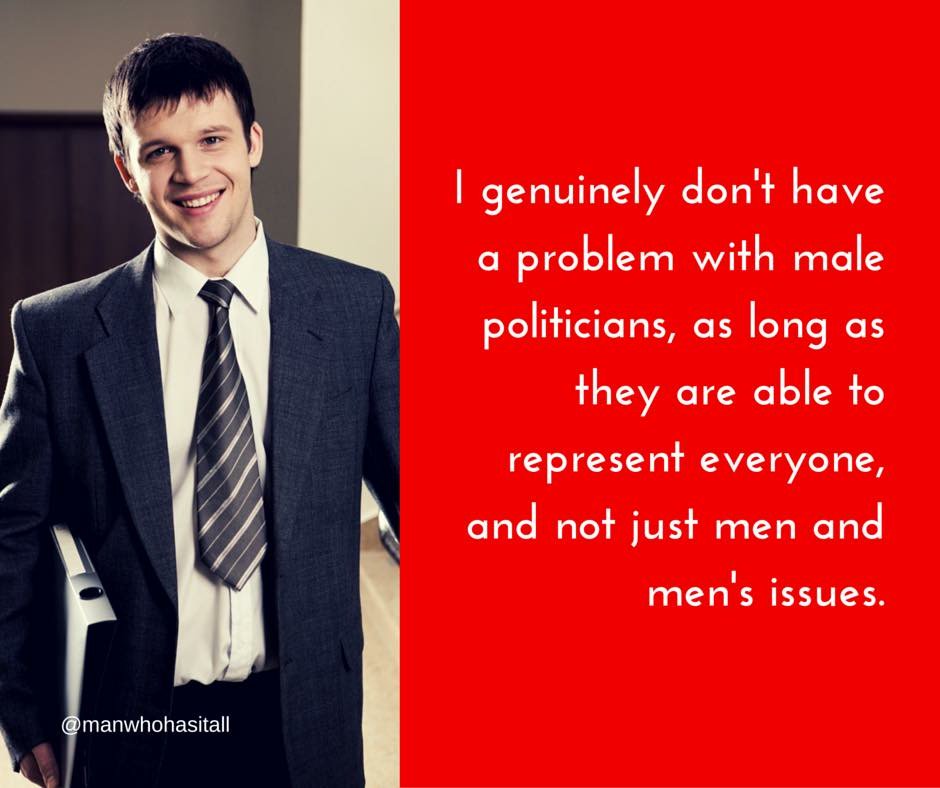 I genuinely don't have
a problem with male
politicians, as long as
they are able to
represent everyone,
and not just men and
men's issues.
@manwhohasitall